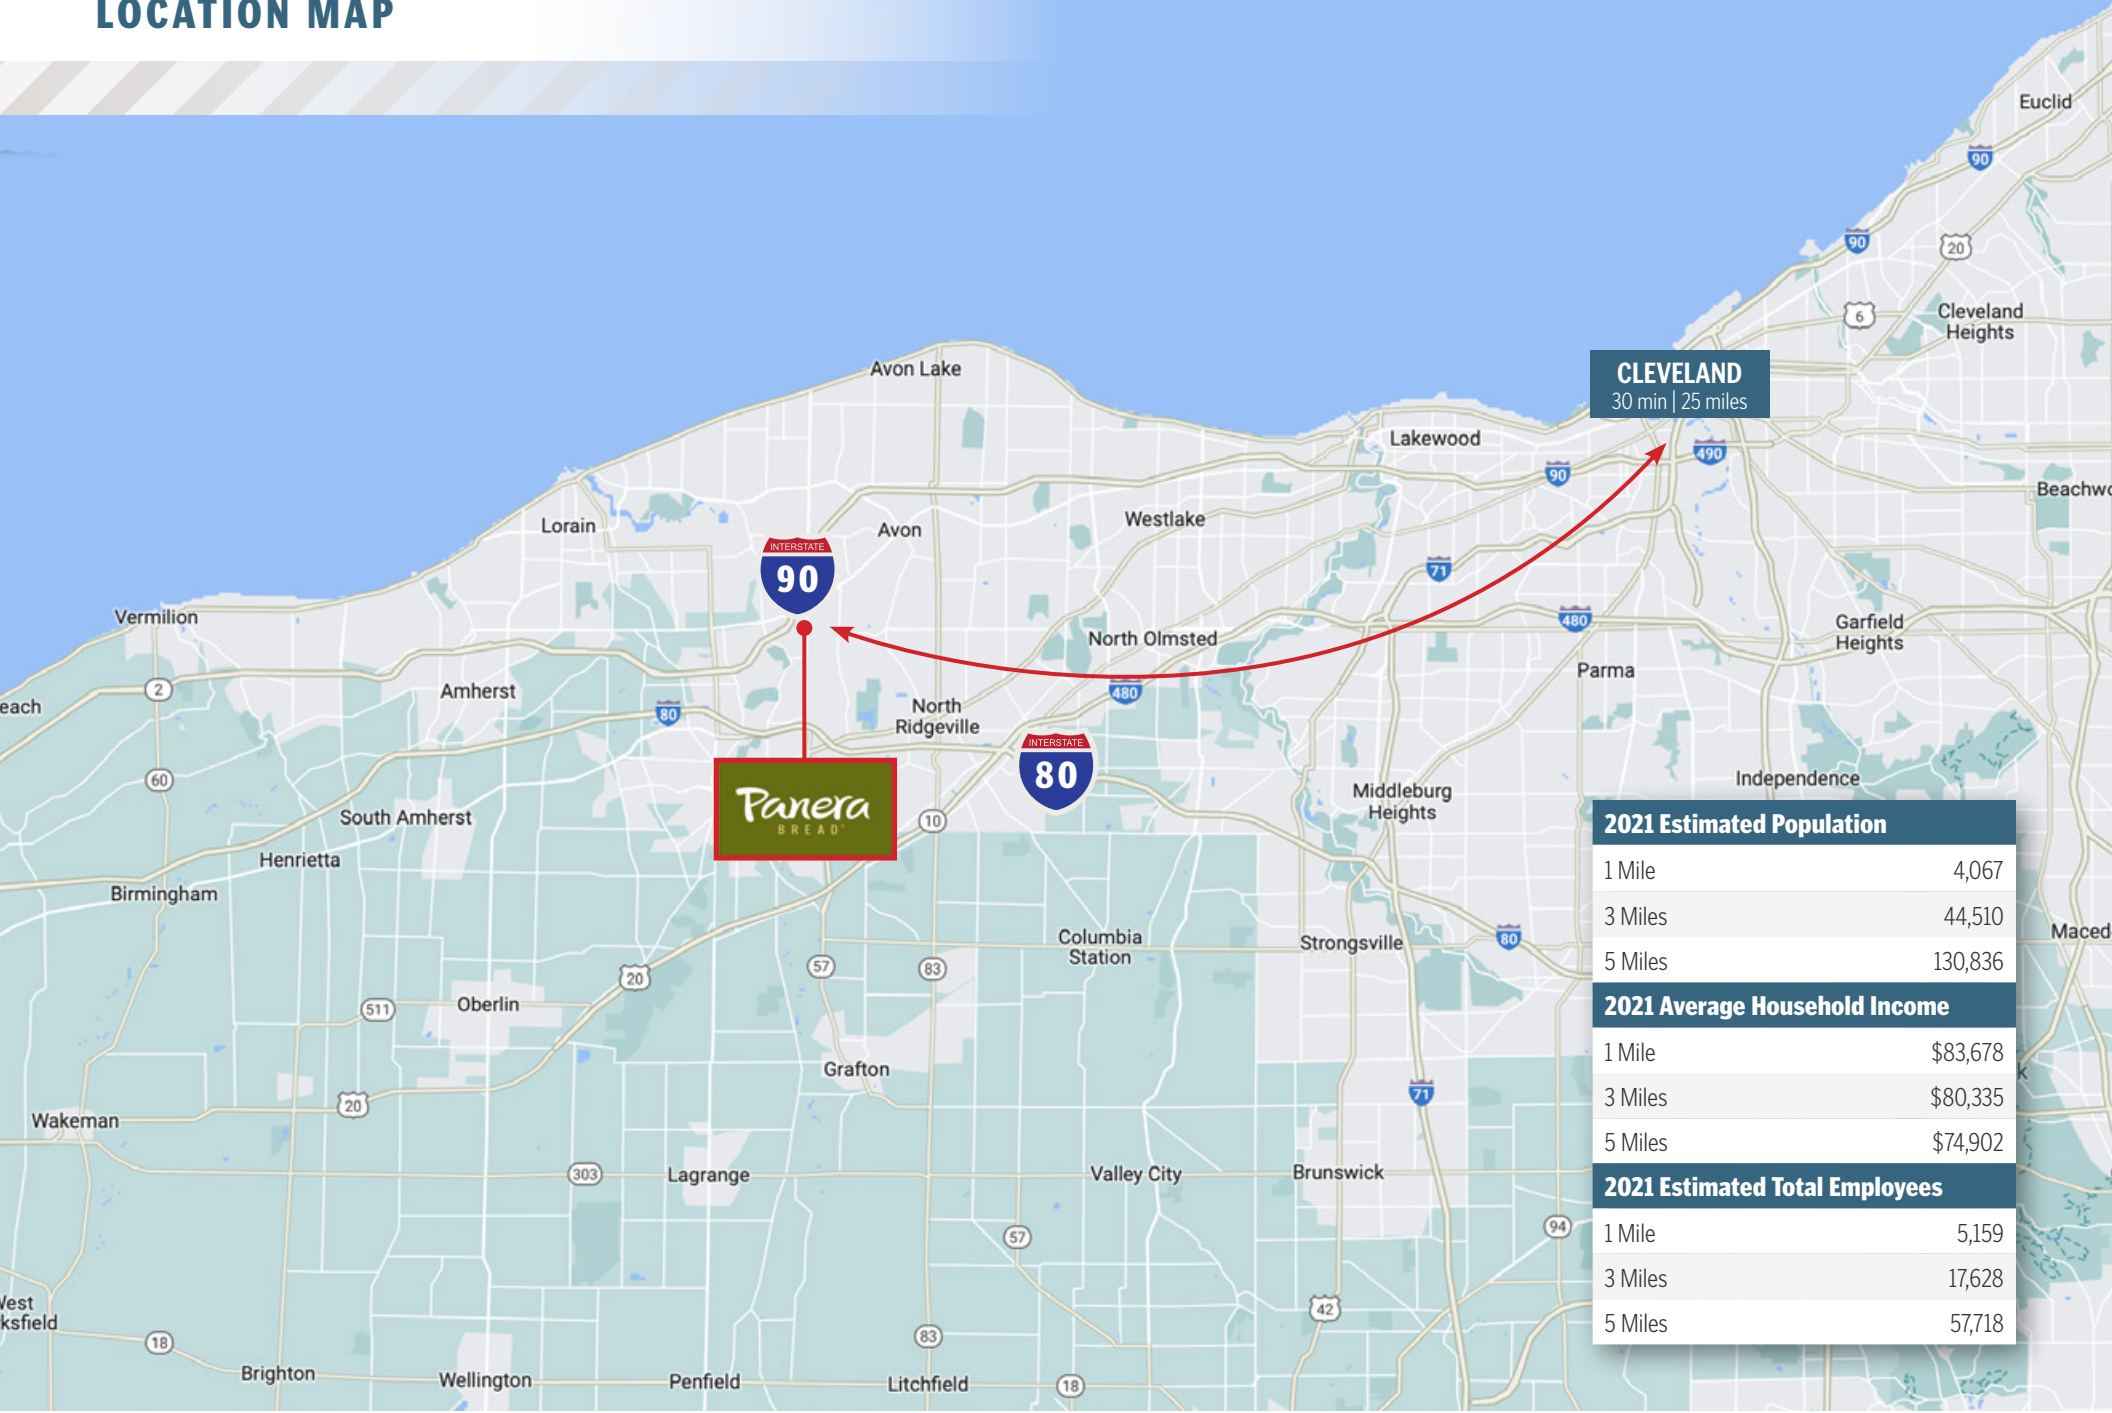 LOCATION MAP
Euclid
90
90
20
6
Cleveland
Heights
CLEVELAND
30 min | 25 miles
Avon Lake
Lakewood
490
90
Beachwo
Lorain
Avon
Westlake
INTERSTATE
90
71
Vermilion
480
Garfield
Heights
North Olmsted
Parma
2
Amherst
480
each
80
North
Ridgeville
INTERSTATE
80
60
Independence
Middleburg
Heights
South Amherst
Panera
BREAD
10
Henrietta
Birmingham
2021 Estimated Population
1 Mile 4,067
3 Miles 44,510
5 Miles 130,836
2021 Average Household Income
1 Mile $83,678
3 Miles $80,335
5 Miles $74,902
2021 Estimated Total Employees
1 Mile 5,159
3 Miles 17,628
5 Miles 57,718
Columbia
Station
Strongsville
80
Maced
57
83
20
511
Oberlin
Grafton
71
k
20
Wakeman
303
Lagrange
Valley City
Brunswick
57
94
West
ksfield
42
18
83
Brighton
Wellington
Penfield
Litchfield
18